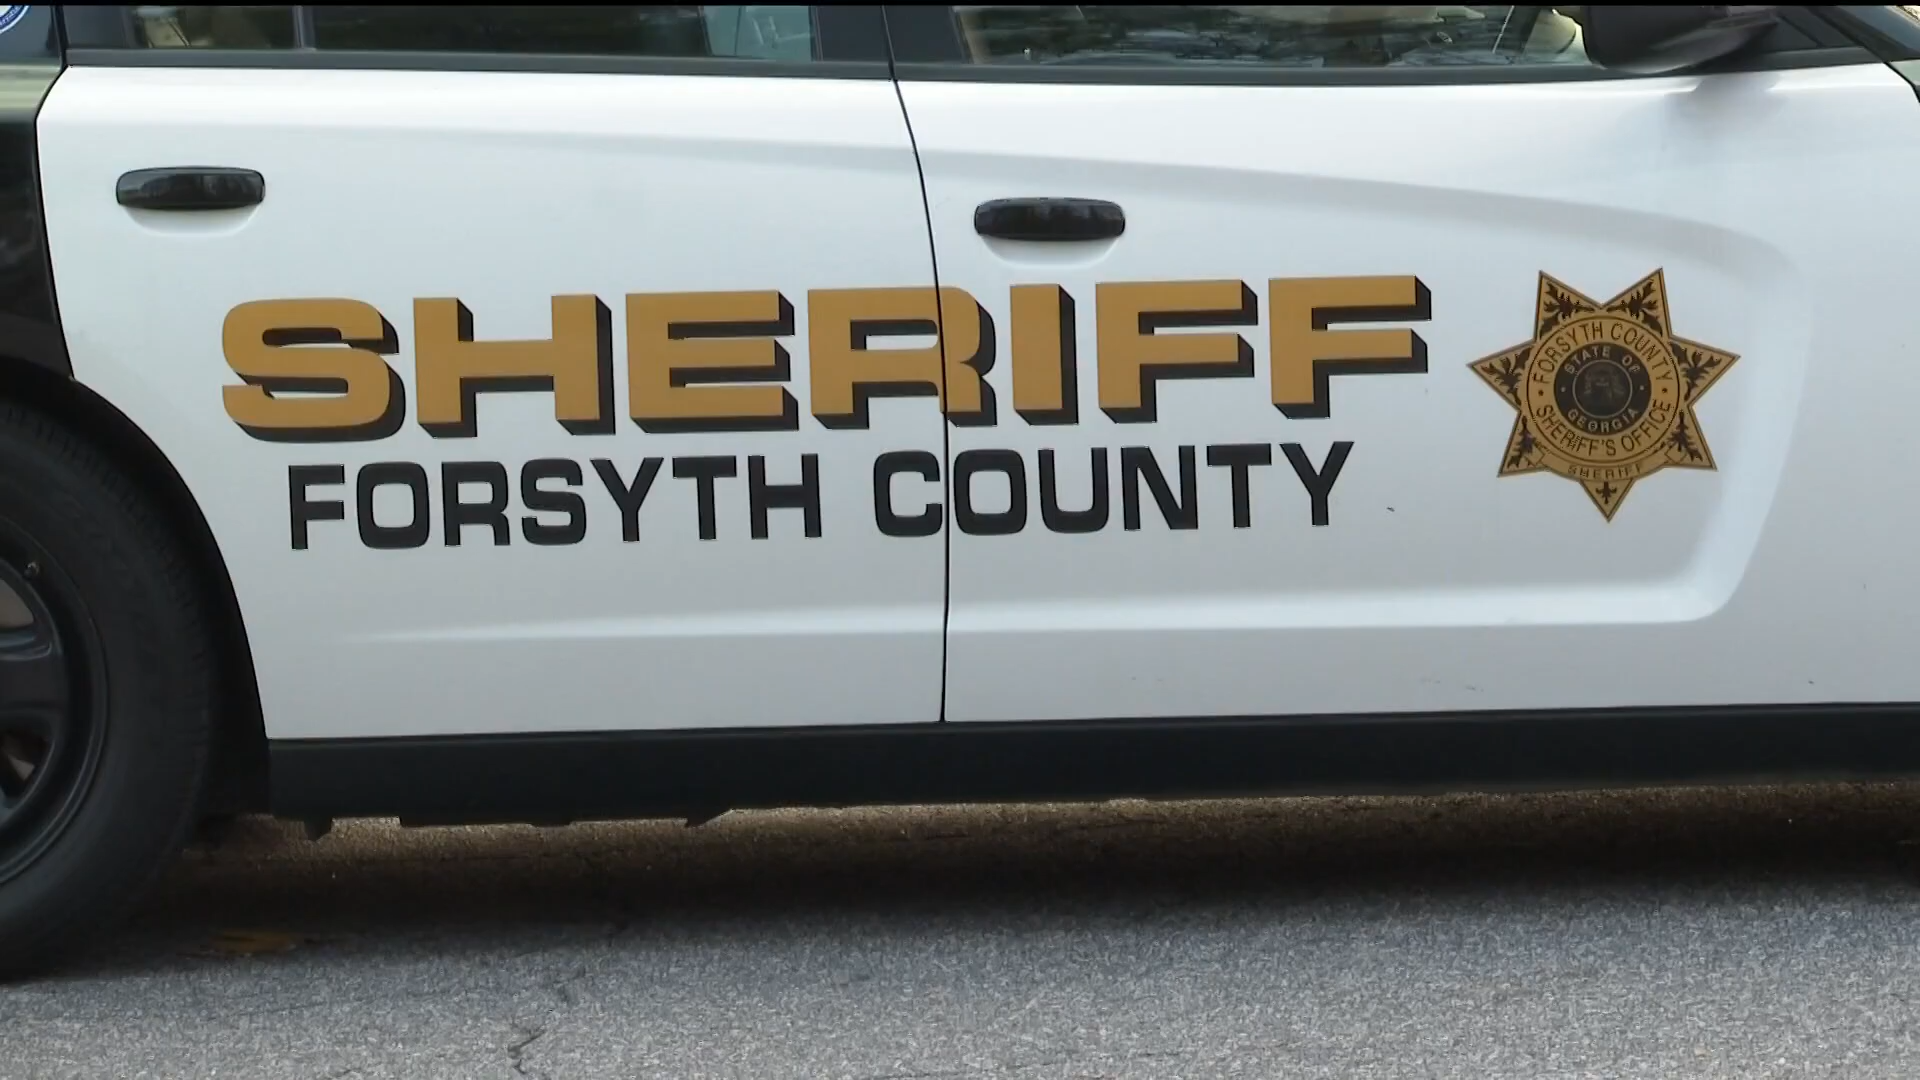 SHERIFF
FORSYTH COUNTY
FORSYTH COUNTY
STATE OF
GEORGIA
SHERIFF'S OFFICE
SHERIFF